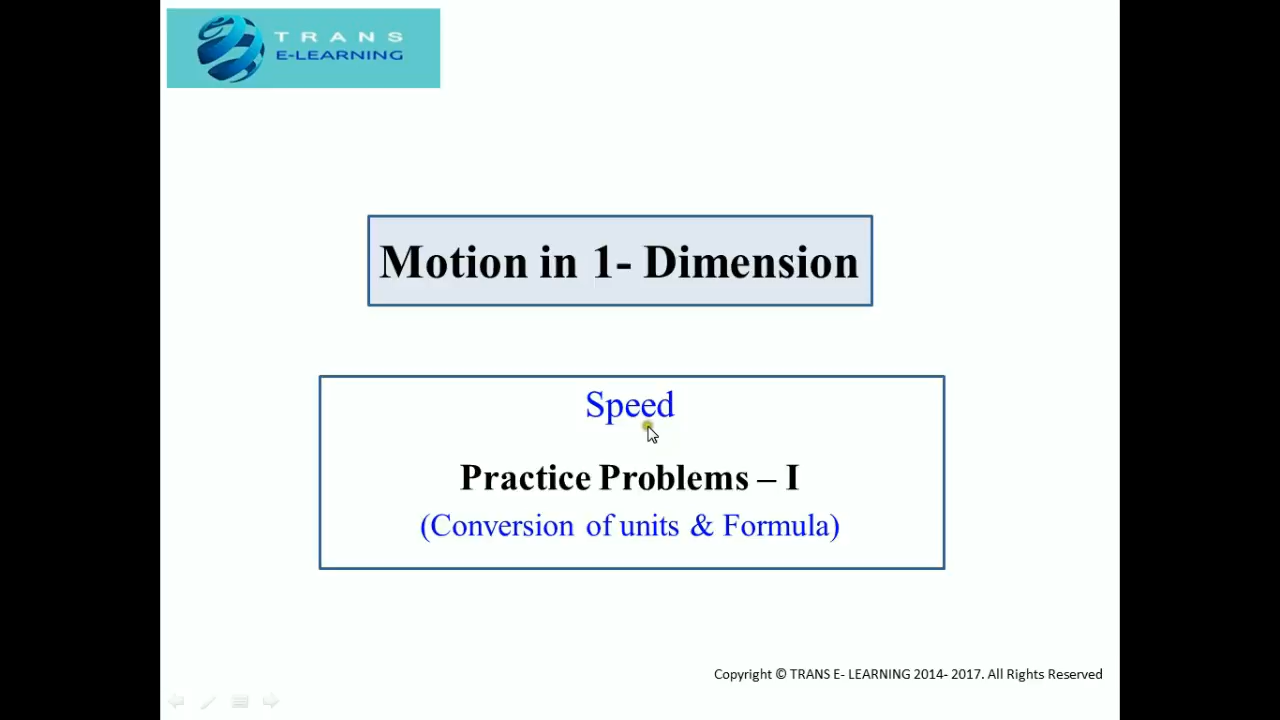 TRANS
E-LEARNING
Motion in 1- Dimension
Speed
Practice Problems – I
(Conversion of units & Formula)
Copyright © TRANS E- LEARNING 2014- 2017. All Rights Reserved